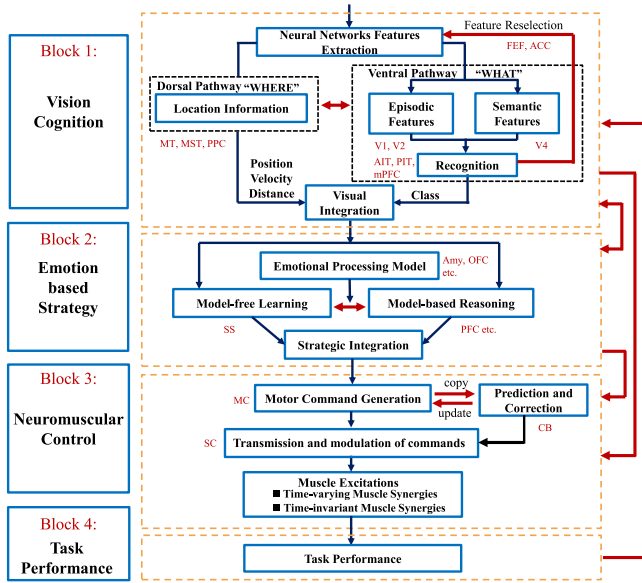 Block 1:
Vision
Cognition
Neural Networks Features
Extraction
Feature Reselection
FEF, ACC
Dorsal Pathway “WHERE”
Location Information
MT, MST, PPC
Ventral Pathway “WHAT”
Episodic
Features
Semantic
Features
V1, V2
V4
AIT, PIT,
mPFC
Recognition
Position
Velocity
Distance
Visual
Integration
Class
Block 2:
Emotion
based
Strategy
Emotional Processing Model
Amy, OFC
etc.
Model-free Learning
Model-based Reasoning
SS
PFC etc.
Strategic Integration
Block 3:
Neuromuscular
Control
MC
Motor Command Generation
copy
update
Prediction and
Correction
CB
SC
Transmission and modulation of commands
Muscle Excitations
■ Time-varying Muscle Synergies
■ Time-invariant Muscle Synergies
Block 4:
Task
Performance
Task Performance